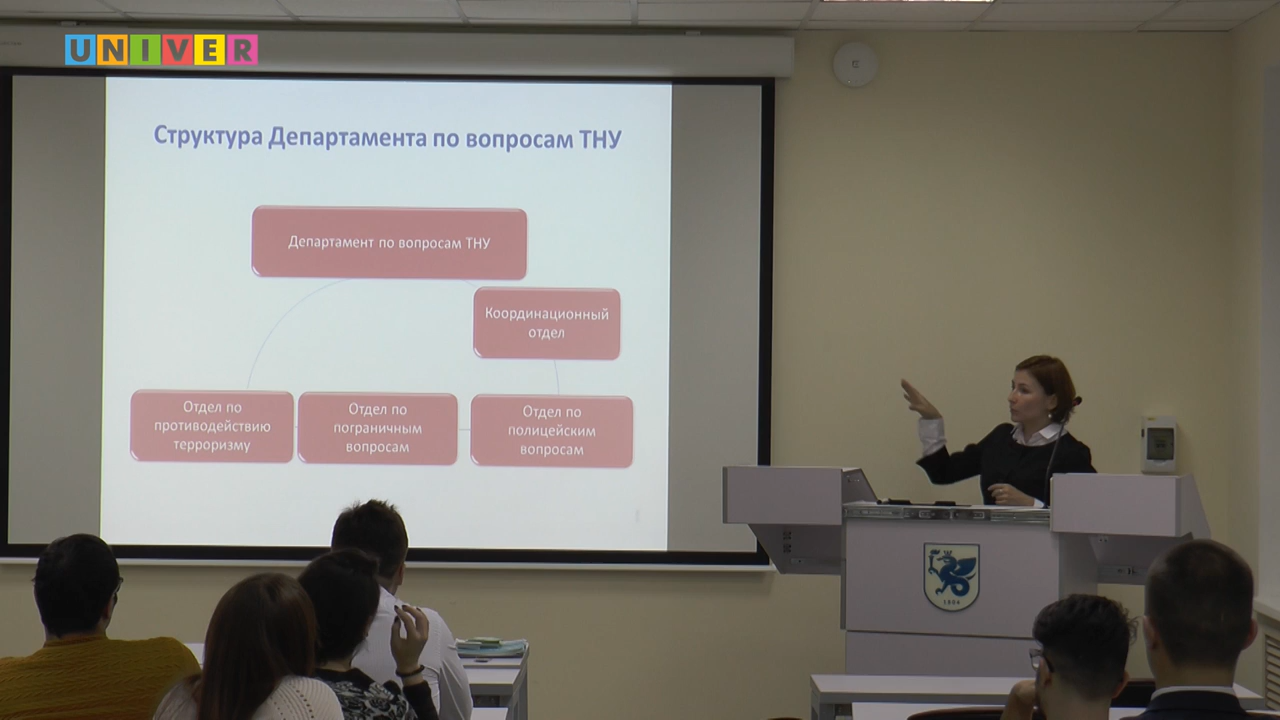 UNIVER
Структура Департамента по вопросам ТНУ
Департамент по вопросам ТНУ
Координационный
отдел
Отдел по
противодействию
терроризму
Отдел по
пограничным
вопросам
Отдел по
полицейским
вопросам
1804